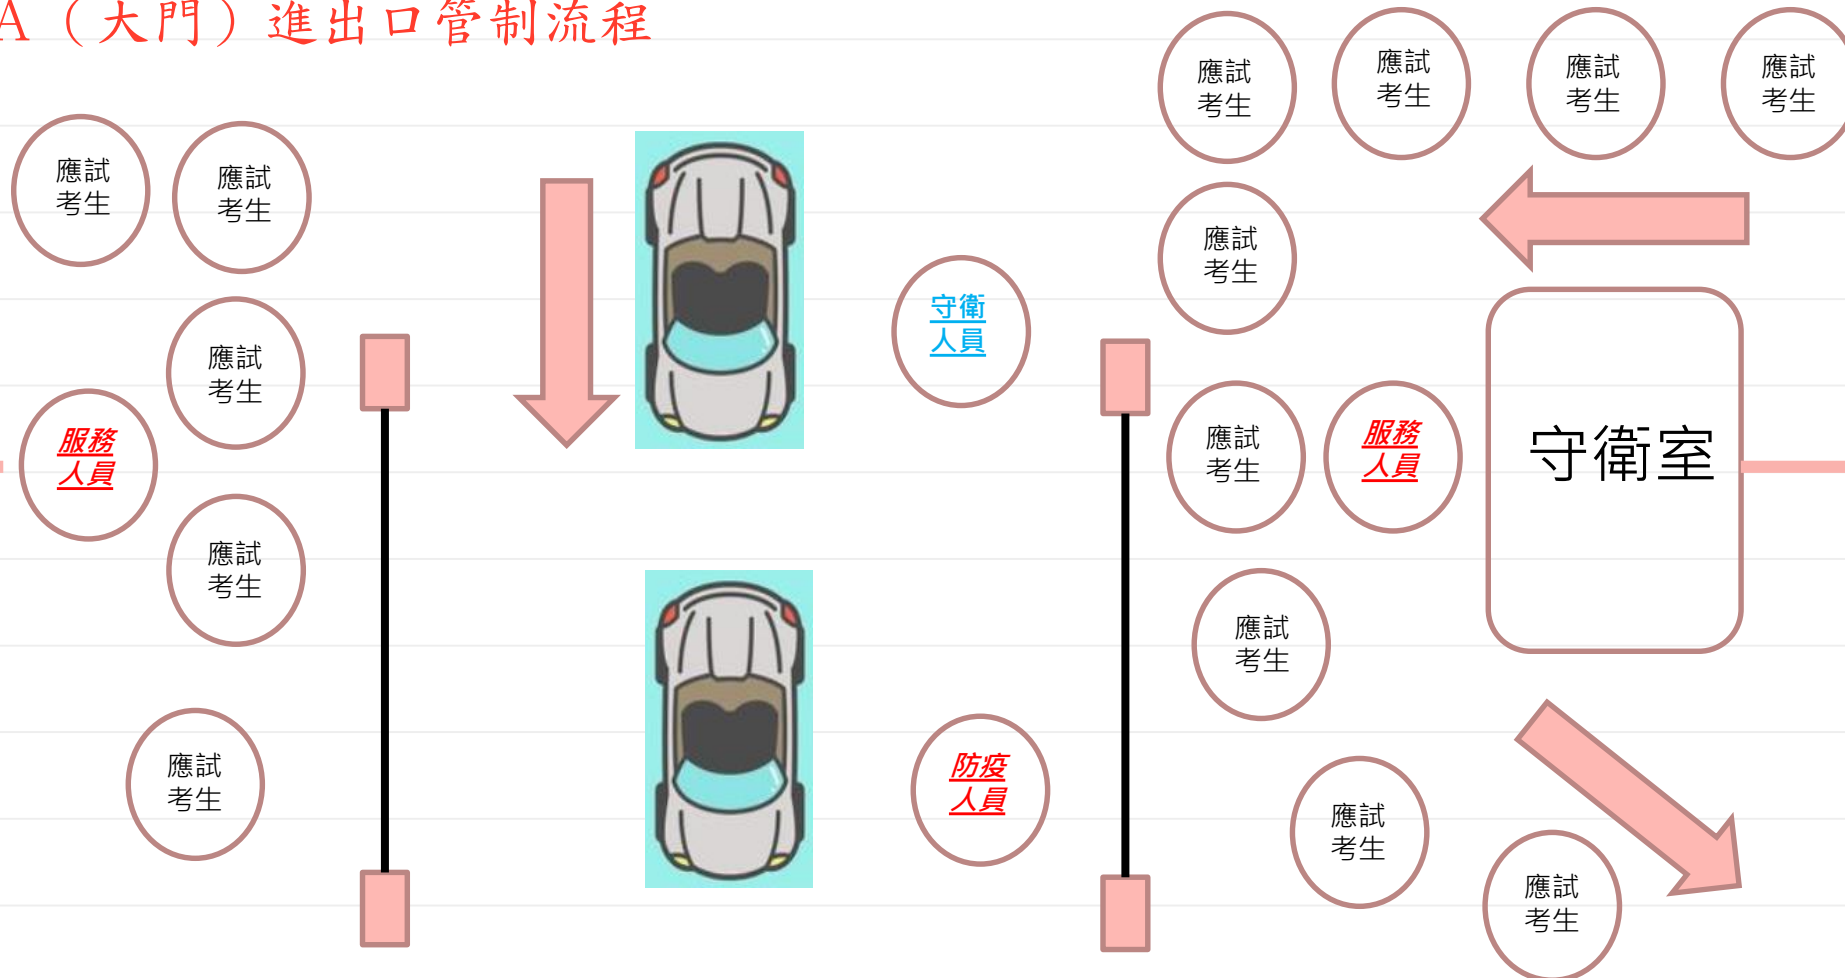 A（大門）進出口管制流程
應試
考生
應試
考生
應試
考生
應試
考生
應試
考生
應試
考生
應試
考生
應試
考生
守衛
人員
應試
考生
服務
人員
應試
考生
應試
考生
服務
人員
守衛室
應試
考生
應試
考生
應試
考生
防疫
人員
應試
考生
應試
考生